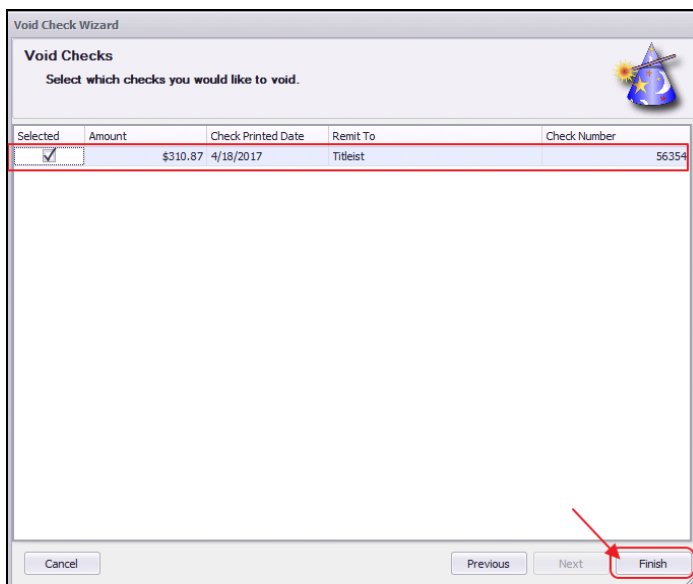 Void Check Wizard
Void Checks
Select which checks you would like to void.
Selected Amount Check Printed Date Remit To Check Number
$310.87 4/18/2017 Titleist 56354
Cancel Previous Next Finish